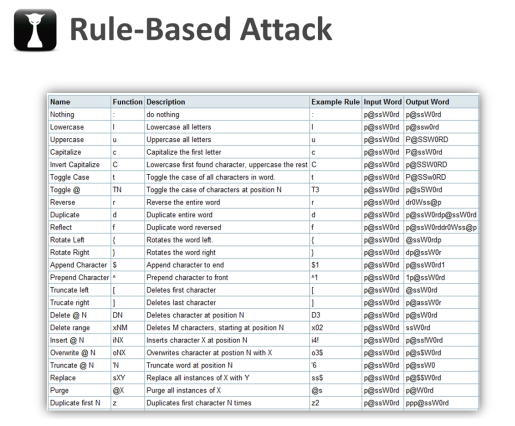 Rule-Based Attack
Name Function Description Example Rule Input Word Output Word
Nothing : do nothing : p@ssW0rd p@ssW0rd
Lowercase l Lowercase all letters l p@ssW0rd p@ssw0rd
Uppercase u Uppercase all letters u p@ssW0rd P@SSW0RD
Capitalize c Capitalize the first letter c p@ssW0rd P@ssW0rd
Invert Capitalize C Lowercase first found character, uppercase the rest C p@ssW0rd p@SSW0RD
Toggle Case t Toggle the case of all characters in word. t p@ssW0rd P@SSw0RD
Toggle @ TN Toggle the case of characters at position N T3 p@ssW0rd p@sSW0rd
Reverse r Reverse the entire word r p@ssW0rd dr0Wss@p
Duplicate d Duplicate entire word d p@ssW0rd p@ssW0rdp@ssW0rd
Reflect f Duplicate word reversed f p@ssW0rd p@ssW0rddr0Wss@p
Rotate Left { Rotates the word left. { p@ssW0rd @ssW0rdp
Rotate Right } Rotates the word right } p@ssW0rd dp@ssW0r
Append Character $ Append character to end $1 p@ssW0rd p@ssW0rd1
Prepend Character ^ Prepend character to front ^1 p@ssW0rd 1p@ssW0rd
Truncate left [ Deletes first character [ p@ssW0rd @ssW0rd
Trucate right ] Deletes last character ] p@ssW0rd p@assW0r
Delete @ N DN Deletes character at position N D3 p@ssW0rd p@sW0rd
Delete range xNM Deletes M characters, starting at position N x02 p@ssW0rd ssW0rd
Insert @ N iNX Inserts character X at position N i4! p@ssW0rd p@ss!W0rd
Overwrite @ N oNX Overwrites character at postion N with X o3$ p@ssW0rd p@s$W0rd
Truncate @ N 'N Truncate word at position N '6 p@ssW0rd p@ssW0
Replace sXY Replace all instances of X with Y ss$ p@ssW0rd p@$$W0rd
Purge @X Purge all instances of X @s p@ssW0rd p@W0rd
Duplicate first N z Duplicates first character N times z2 p@ssW0rd ppp@ssW0rd